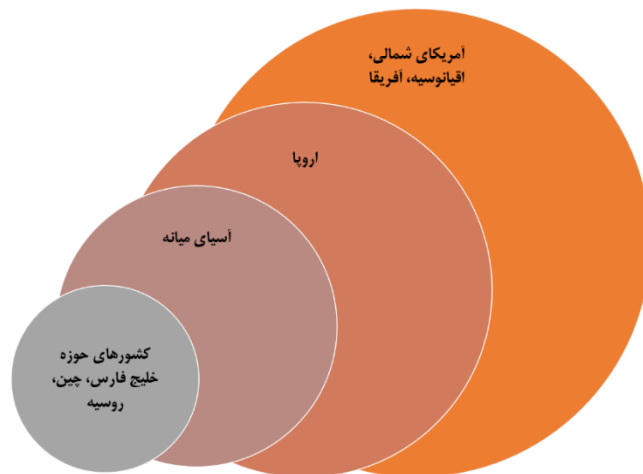 آمریکای شمالی،
اقیانوسیه، آفریقا
اروپا
آسیای میانه
کشورهای حوزه
خلیج فارس، چین،
روسیه